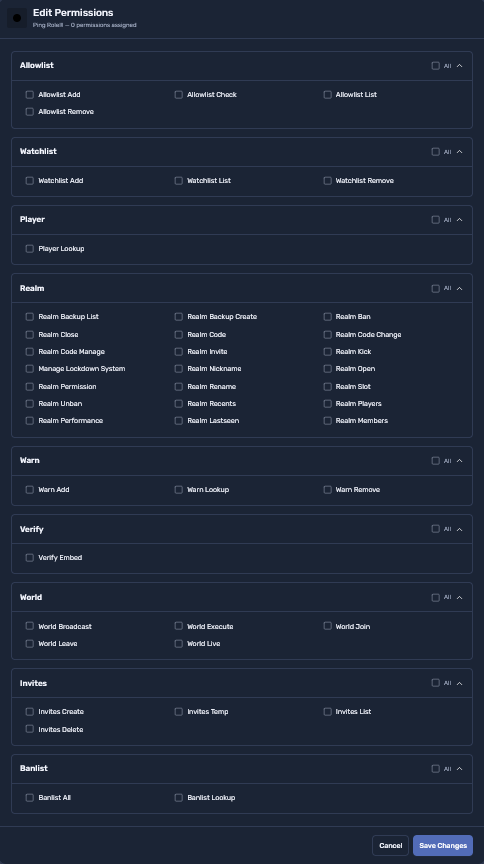 Edit Permissions
Ping Role!!! — 0 permissions assigned
Allowlist All
Allowlist Add Allowlist Check Allowlist List
Allowlist Remove
Watchlist All
Watchlist Add Watchlist List Watchlist Remove
Player All
Player Lookup
Realm All
Realm Backup List Realm Backup Create Realm Ban
Realm Close Realm Code Realm Code Change
Realm Code Manage Realm Invite Realm Kick
Manage Lockdown System Realm Nickname Realm Open
Realm Permission Realm Rename Realm Slot
Realm Unban Realm Recents Realm Players
Realm Performance Realm Lastseen Realm Members
Warn All
Warn Add Warn Lookup Warn Remove
Verify All
Verify Embed
World All
World Broadcast World Execute World Join
World Leave World Live
Invites All
Invites Create Invites Temp Invites List
Invites Delete
Banlist All
Banlist All Banlist Lookup
Cancel Save Changes